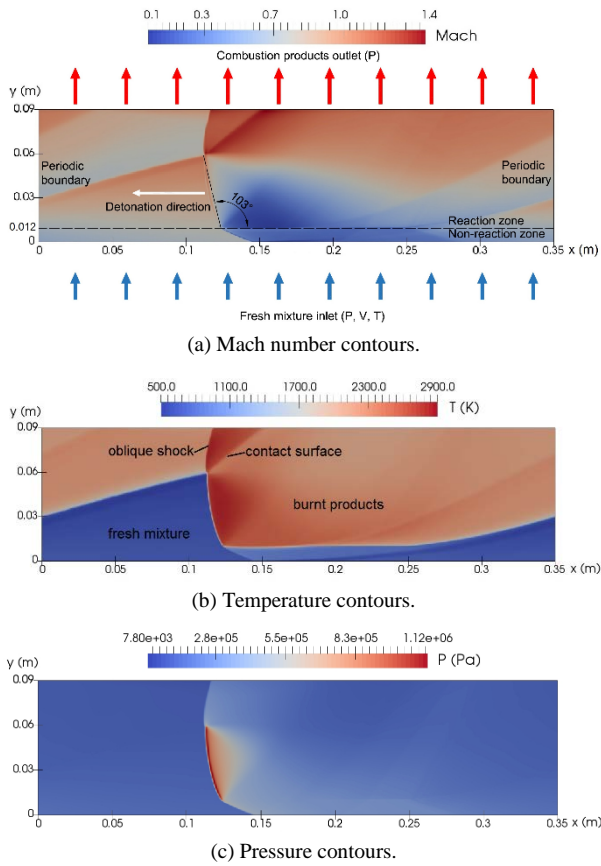 0.1 0.3 0.7 1.0 1.4
Mach
Combustion products outlet (P)
y (m)
0.09
0.06
Periodic
boundary
Periodic
boundary
0.03
Detonation direction
103°
0.012
Reaction zone
Non-reaction zone
0
0 0.05 0.1 0.15 0.2 0.25 0.3 0.35 x (m)
Fresh mixture inlet (P, V, T)
(a) Mach number contours.
500.0 1100.0 1700.0 2300.0 2900.0
T (K)
y (m)
0.09
oblique shock
contact surface
0.06
burnt products
0.03
fresh mixture
0
0 0.05 0.1 0.15 0.2 0.25 0.3 0.35 x (m)
(b) Temperature contours.
7.80e+03 2.8e+05 5.5e+05 8.3e+05 1.12e+06
P (Pa)
y (m)
0.09
0.06
0.03
0
0 0.05 0.1 0.15 0.2 0.25 0.3 0.35 x (m)
(c) Pressure contours.